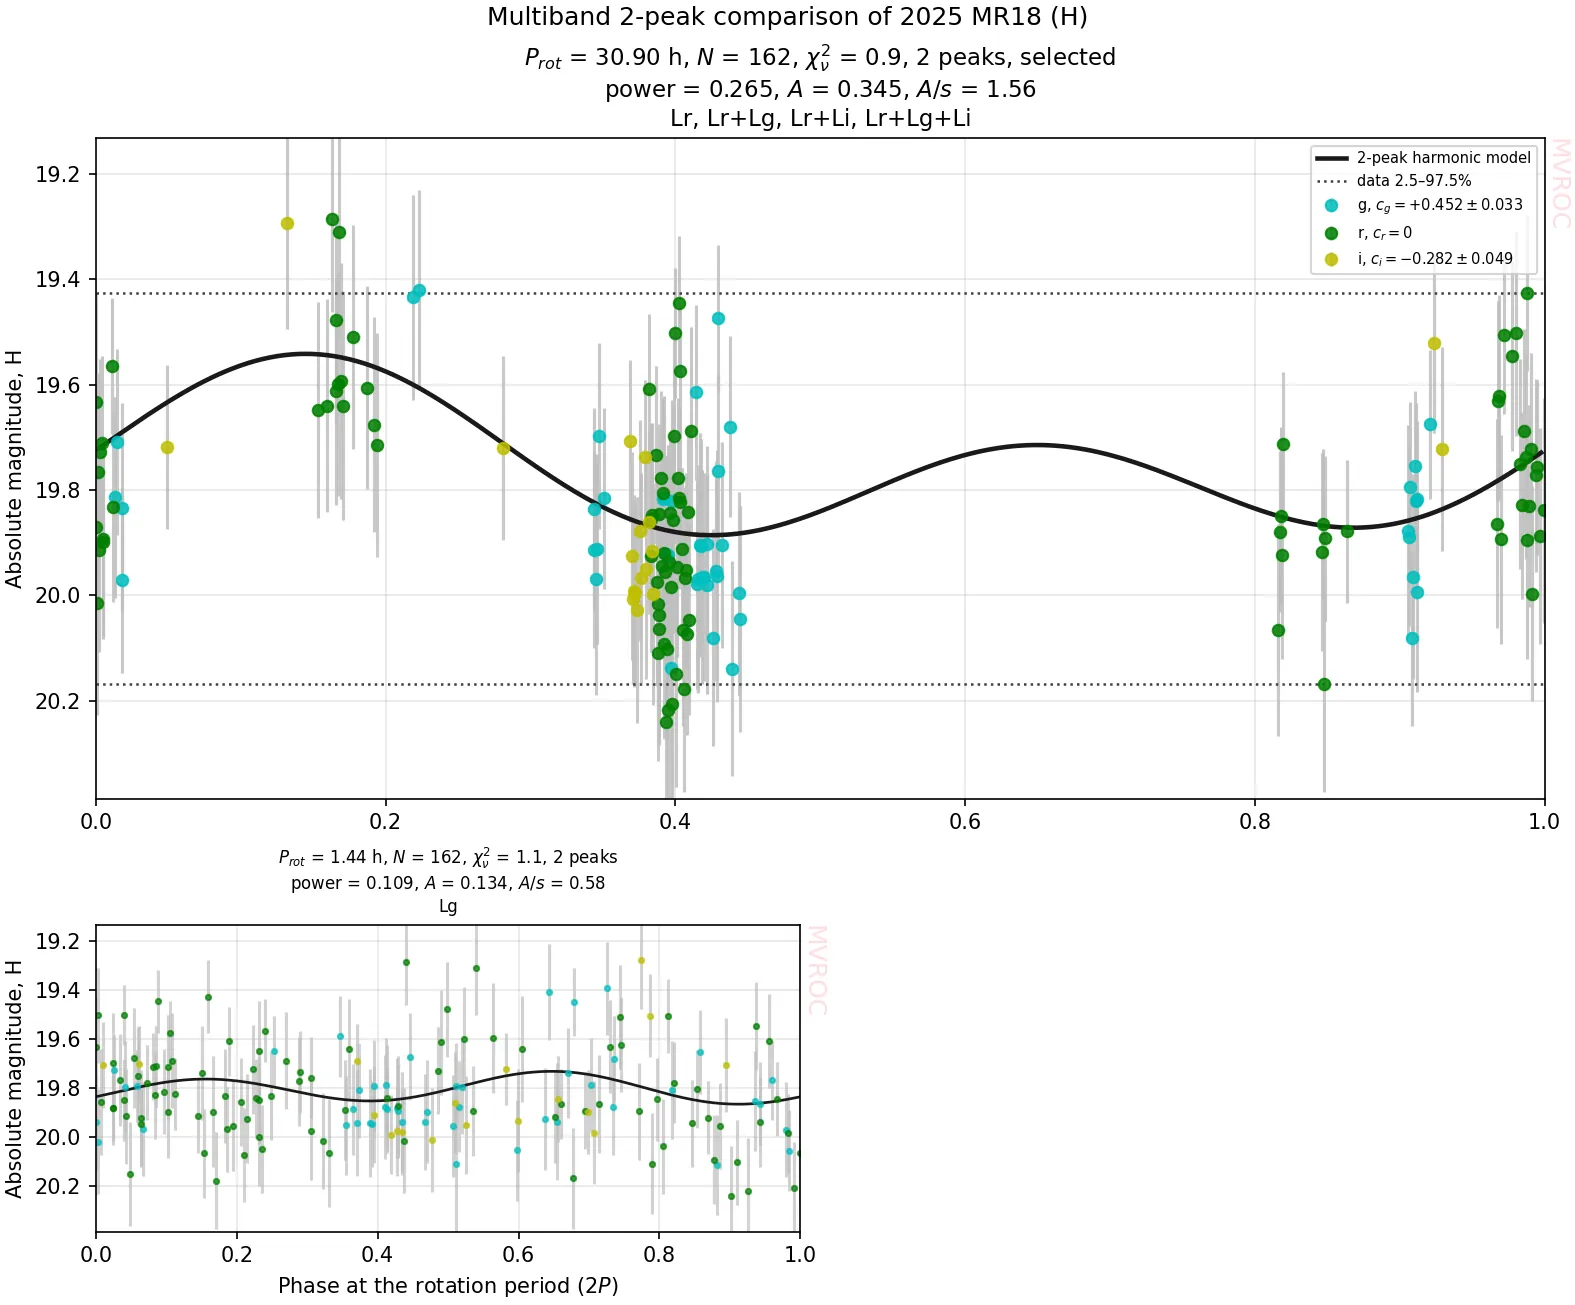 Multiband 2-peak comparison of 2025 MR18 (H)
P_rot = 30.90 h, N = 162, χ²_ν = 0.9, 2 peaks, selected
power = 0.265, A = 0.345, A/s = 1.56
Lr, Lr+Lg, Lr+Li, Lr+Lg+Li
2-peak harmonic model
data 2.5–97.5%
g, c_g = +0.452 ± 0.033
r, c_r = 0
i, c_i = −0.282 ± 0.049
MVROC
Absolute magnitude, H
19.2
19.4
19.6
19.8
20.0
20.2
0.0 0.2 0.4 0.6 0.8 1.0
P_rot = 1.44 h, N = 162, χ²_ν = 1.1, 2 peaks
power = 0.109, A = 0.134, A/s = 0.58
Lg
MVROC
Absolute magnitude, H
19.2
19.4
19.6
19.8
20.0
20.2
0.0 0.2 0.4 0.6 0.8 1.0
Phase at the rotation period (2P)